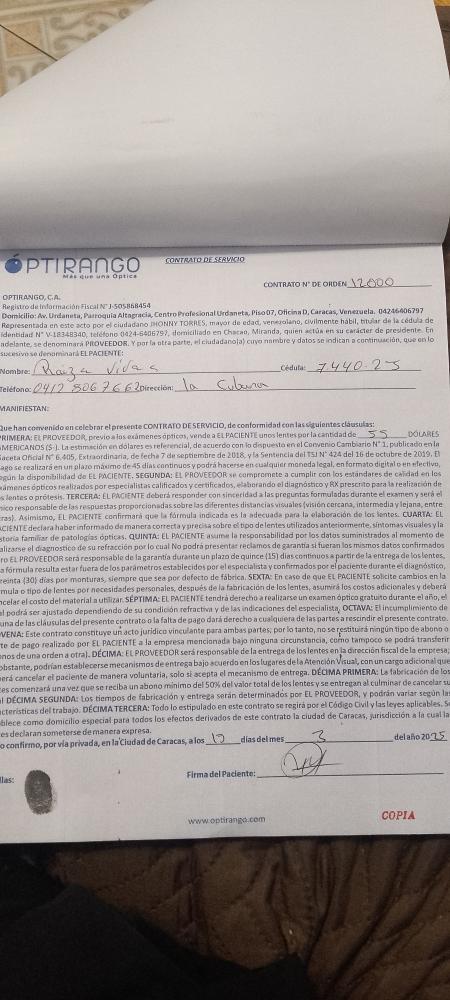 ÓPTIRANGO
Más que una Óptica
CONTRATO DE SERVICIO
CONTRATO N° DE ORDEN 12000
OPTIRANGO, C.A.
Registro de Información Fiscal N° J-505868454
Domicilio: Av. Urdaneta, Parroquia Altagracia, Centro Profesional Urdaneta, Piso 07, Oficina D, Caracas, Venezuela. 04246406797
Representada en este acto por el ciudadano JHONNY TORRES, mayor de edad, venezolano, civilmente hábil, titular de la cédula de
identidad N° V-18348340, teléfono 0424-6406797, domiciliado en Chacao, Miranda, quien actúa en su carácter de presidente. En
adelante, se denominará PROVEEDOR. Y por la otra parte, el ciudadano(a) cuyo nombre y datos se indican a continuación, que en lo
sucesivo se denominará EL PACIENTE:
Nombre: Raiza Vivas Cédula: 7.440.25
Teléfono: 0412 5067662 Dirección: la Cubana
MANIFIESTAN:
Que han convenido en celebrar el presente CONTRATO DE SERVICIO, de conformidad con las siguientes cláusulas:
PRIMERA: EL PROVEEDOR, previo a los exámenes ópticos, vende a EL PACIENTE unos lentes por la cantidad de 55 DÓLARES
AMERICANOS ($-). La estimación en dólares es referencial, de acuerdo con lo dispuesto en el Convenio Cambiario N° 1, publicado en la
Gaceta Oficial N° 6.405, Extraordinaria, de fecha 7 de septiembre de 2018, y la Sentencia del TSJ N° 424 del 16 de octubre de 2019. El
pago se realizará en un plazo máximo de 45 días continuos y podrá hacerse en cualquier moneda legal, en formato digital o en efectivo,
según la disponibilidad de EL PACIENTE. SEGUNDA: EL PROVEEDOR se compromete a cumplir con los estándares de calidad en los
exámenes ópticos realizados por especialistas calificados y certificados, elaborando el diagnóstico y RX prescrito para la realización de
s lentes o prótesis. TERCERA: EL PACIENTE deberá responder con sinceridad a las preguntas formuladas durante el examen y será el
nico responsable de las respuestas proporcionadas sobre las diferentes distancias visuales (visión cercana, intermedia y lejana, entre
ras). Asimismo, EL PACIENTE confirmará que la fórmula indicada es la adecuada para la elaboración de los lentes. CUARTA: EL
ACIENTE declara haber informado de manera correcta y precisa sobre el tipo de lentes utilizados anteriormente, síntomas visuales y la
storia familiar de patologías ópticas. QUINTA: EL PACIENTE asume la responsabilidad por los datos suministrados al momento de
alizarse el diagnostico de su refracción por lo cual No podrá presentar reclamos de garantía si fueran los mismos datos confirmados
ro EL PROVEEDOR será responsable de la garantía durante un plazo de quince (15) días continuos a partir de la entrega de los lentes,
a fórmula resulta estar fuera de los parámetros establecidos por el especialista y confirmados por el paciente durante el diagnóstico,
reinta (30) días por monturas, siempre que sea por defecto de fábrica. SEXTA: En caso de que EL PACIENTE solicite cambios en la
mula o tipo de lentes por necesidades personales, después de la fabricación de los lentes, asumirá los costos adicionales y deberá
ncelar el costo del material a utilizar. SÉPTIMA: EL PACIENTE tendrá derecho a realizarse un examen óptico gratuito durante el año, el
l podrá ser ajustado dependiendo de su condición refractiva y de las indicaciones del especialista, OCTAVA: El incumplimiento de
una de las cláusulas del presente contrato o la falta de pago dará derecho a cualquiera de las partes a rescindir el presente contrato.
VENA: Este contrato constituye un acto jurídico vinculante para ambas partes; por lo tanto, no se restituirá ningún tipo de abono o
te de pago realizado por EL PACIENTE a la empresa mencionada bajo ninguna circunstancia, como tampoco se podrá transferir
onos de una orden a otra). DÉCIMA: EL PROVEEDOR será responsable de la entrega de los lentes en la dirección fiscal de la empresa;
obstante, podrían establecerse mecanismos de entrega bajo acuerdo en los lugares de la Atención Visual, con un cargo adicional que
berá cancelar el paciente de manera voluntaria, solo si acepta el mecanismo de entrega. DÉCIMA PRIMERA: La fabricación de los
es comenzará una vez que se reciba un abono mínimo del 50% del valor total de los lentes y se entregan al culminar de cancelar su
l DÉCIMA SEGUNDA: Los tiempos de fabricación y entrega serán determinados por EL PROVEEDOR, y podrán variar según las
acterísticas del trabajo. DÉCIMA TERCERA: Todo lo estipulado en este contrato se regirá por el Código Civil y las leyes aplicables. Se
blece como domicilio especial para todos los efectos derivados de este contrato la ciudad de Caracas, jurisdicción a la cual la
es declaran someterse de manera expresa.
o confirmo, por vía privada, en la Ciudad de Caracas, a los 17 días del mes 3 del año 2025
llas:
Firma del Paciente:
www.optirango.com
COPIA